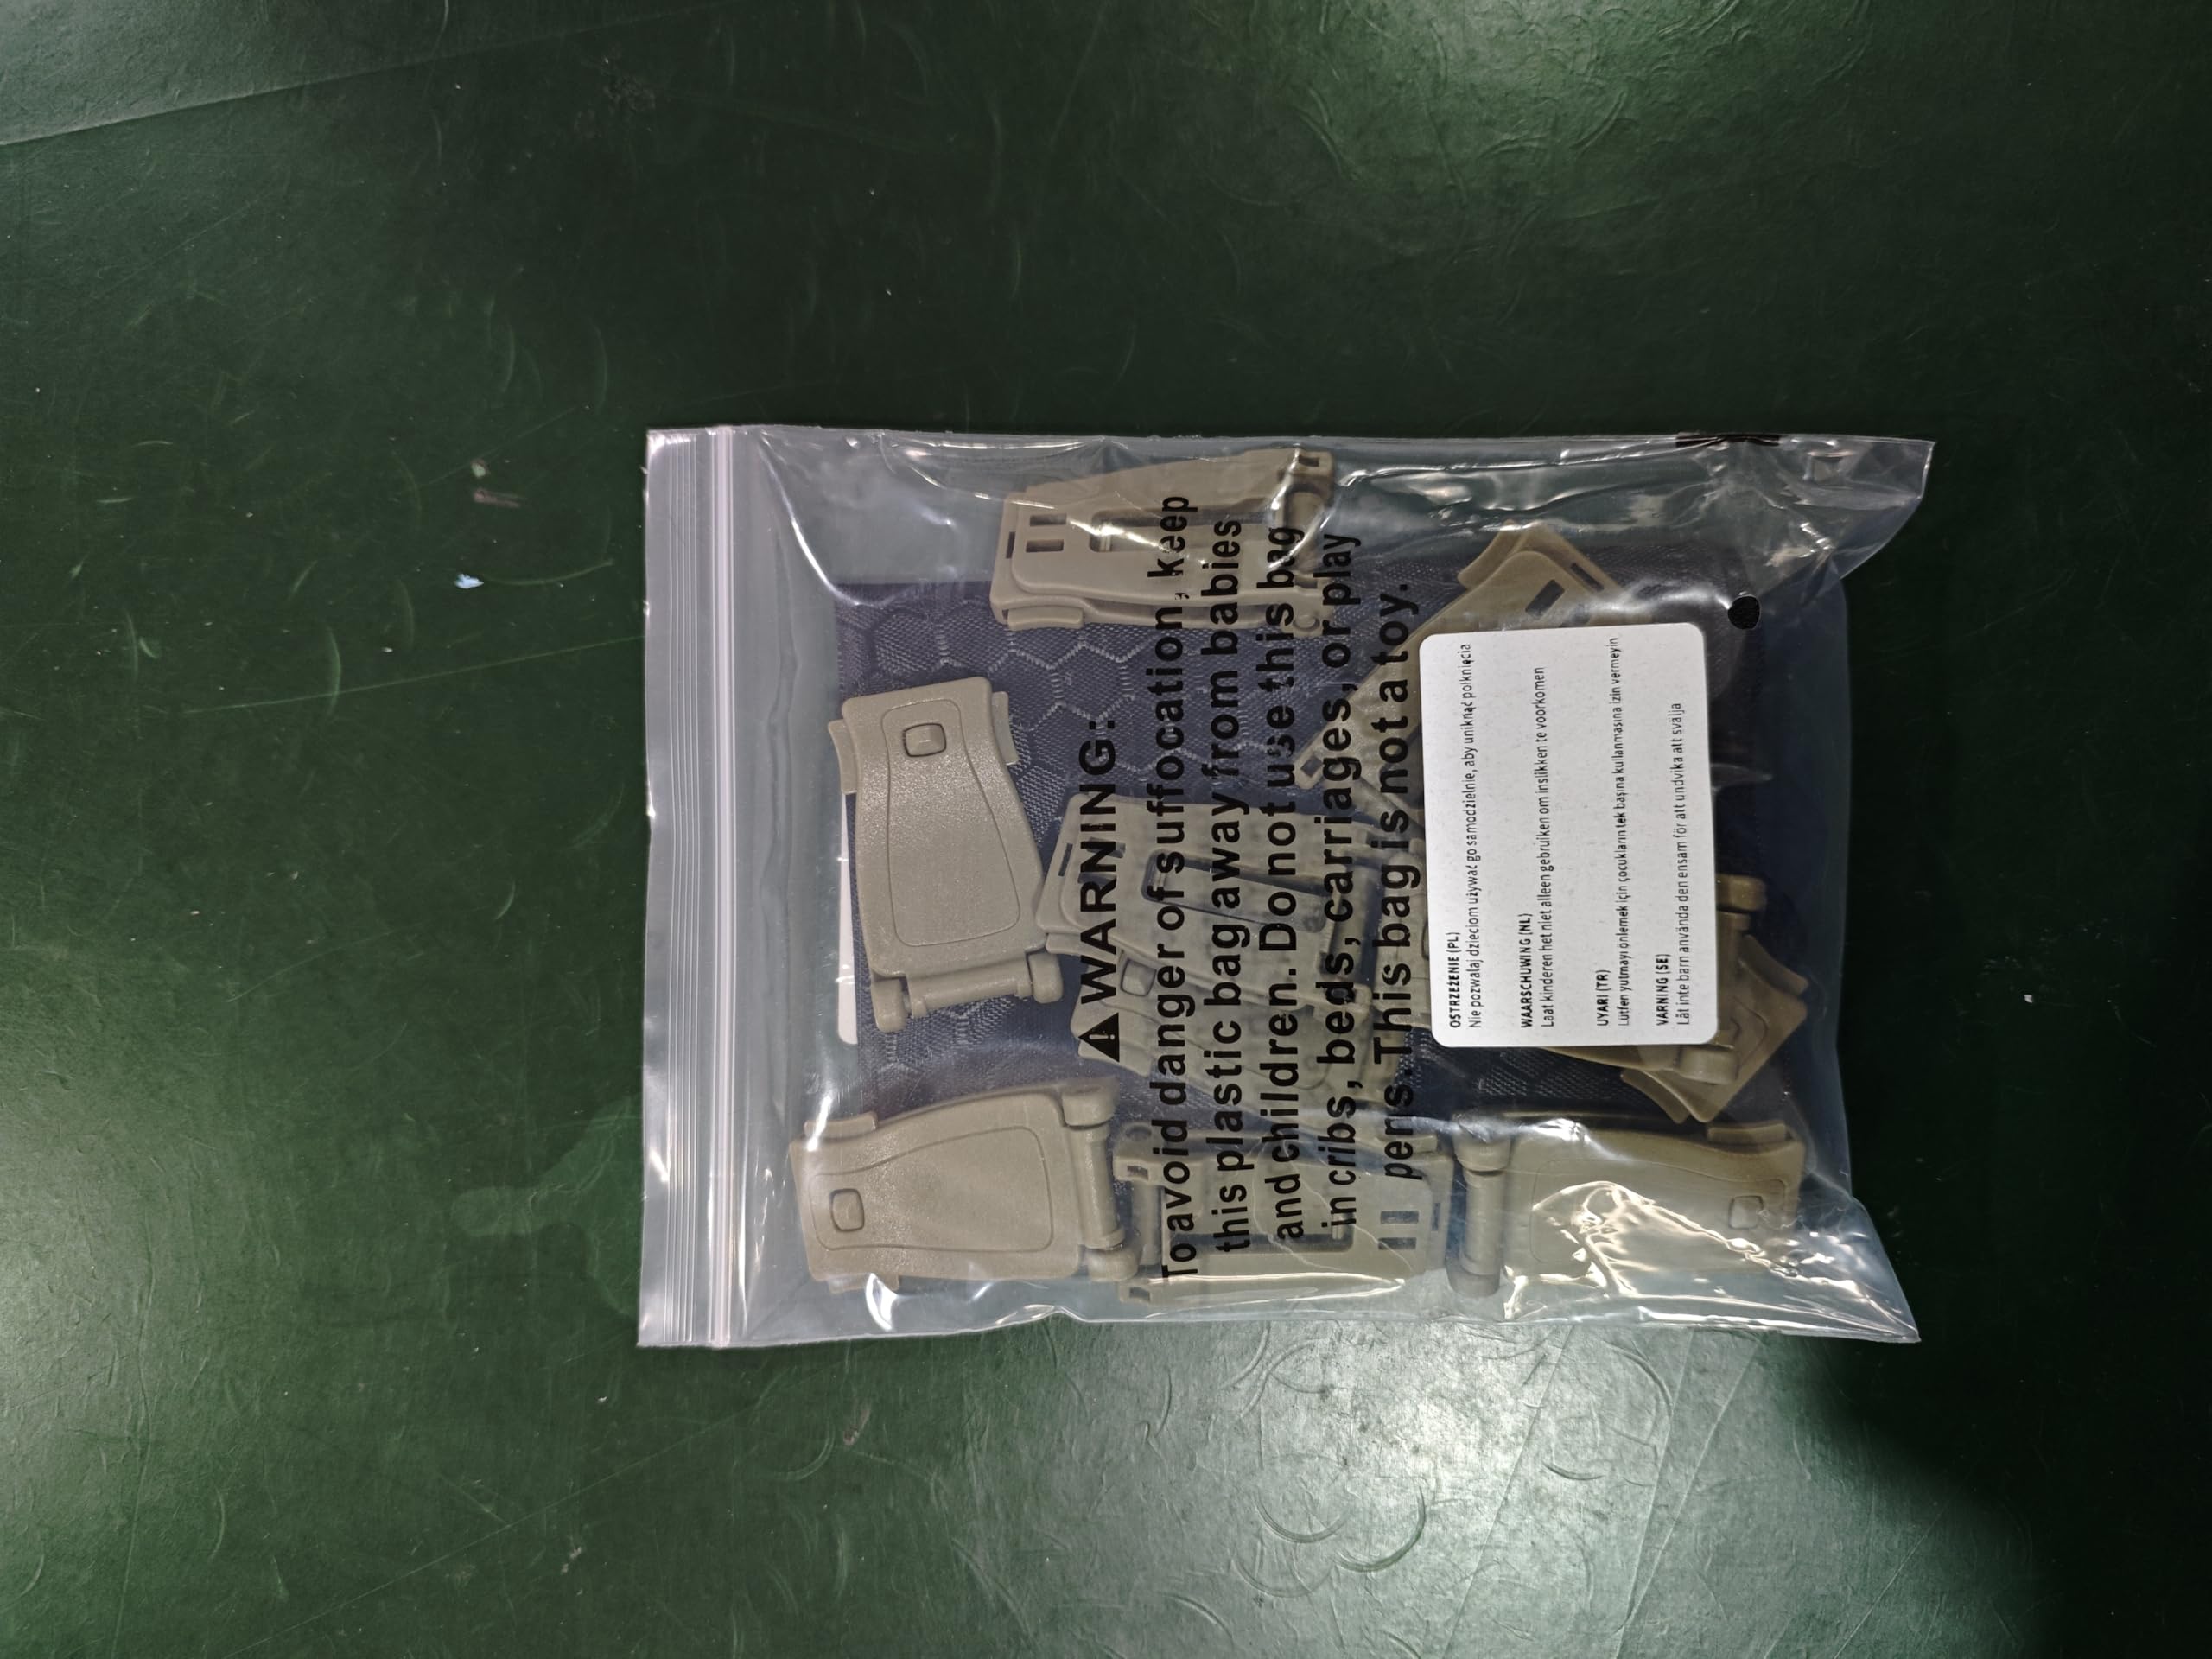 ⚠ WARNING:
To avoid danger of suffocation, keep
this plastic bag away from babies
and children. Do not use this bag
in cribs, beds, carriages, or play
pens. This bag is not a toy.
OSTRZEŻENIE (PL)
Nie pozwalaj dzieciom używać go samodzielnie, aby uniknąć połknięcia
WAARSCHUWING (NL)
Laat kinderen het niet alleen gebruiken om inslikken te voorkomen
UYARI (TR)
Lütfen yutmayı önlemek için çocukların tek başına kullanmasına izin vermeyin
VARNING (SE)
Låt inte barn använda den ensam för att undvika att svälja